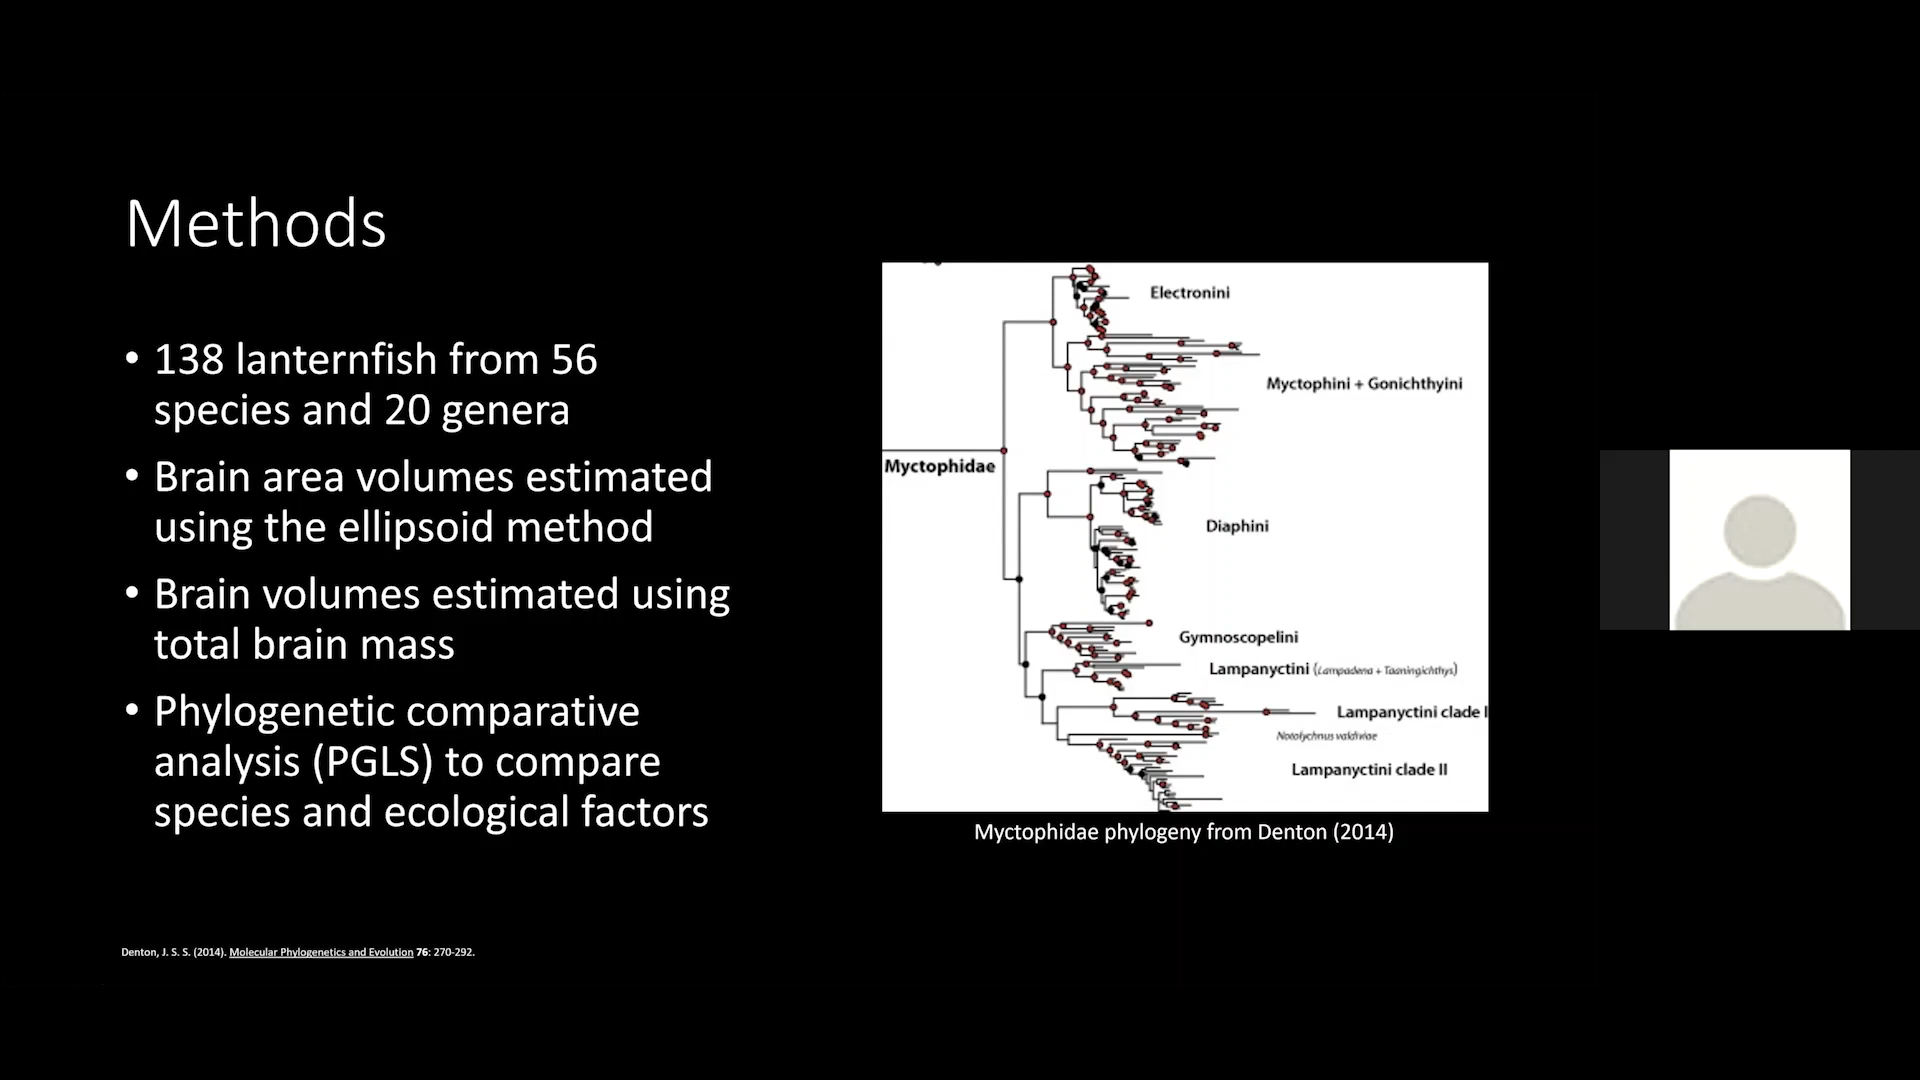 Methods
• 138 lanternfish from 56
species and 20 genera
• Brain area volumes estimated
using the ellipsoid method
• Brain volumes estimated using
total brain mass
• Phylogenetic comparative
analysis (PGLS) to compare
species and ecological factors
Electronini
Myctophini + Gonichthyini
Myctophidae
Diaphini
Gymnoscopelini
Lampanyctini (Lampadena + Taaningichthys)
Lampanyctini clade I
Notolychnus valdiviae
Lampanyctini clade II
Myctophidae phylogeny from Denton (2014)
Denton, J. S. S. (2014). Molecular Phylogenetics and Evolution 76: 270-292.